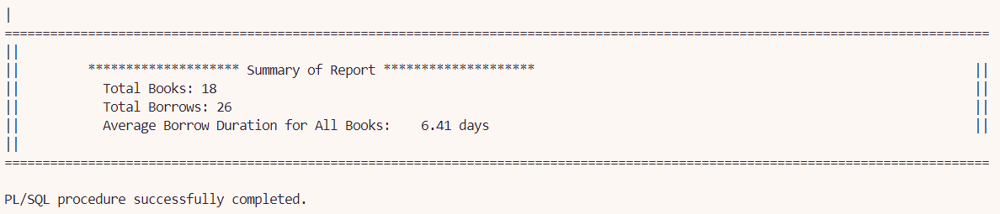 |
==================================================================================================================================
||
||         ******************** Summary of Report ********************                                                          ||
||           Total Books: 18                                                                                                    ||
||           Total Borrows: 26                                                                                                  ||
||           Average Borrow Duration for All Books:    6.41 days                                                                ||
||
==================================================================================================================================
PL/SQL procedure successfully completed.